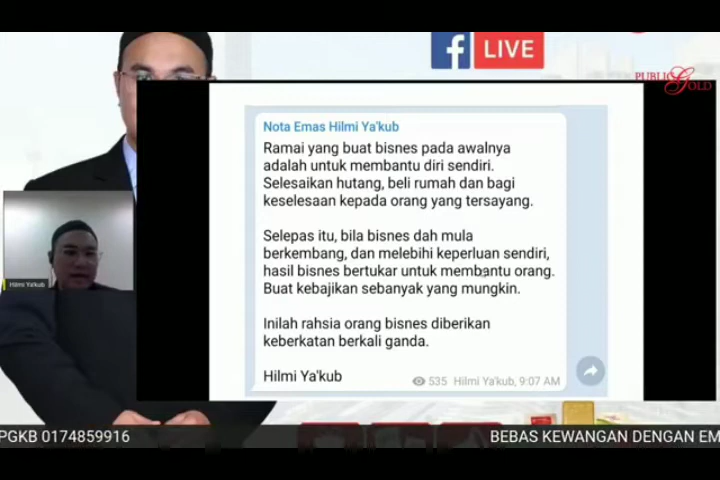 f LIVE
PUBLIC GOLD
Nota Emas Hilmi Ya'kub
Ramai yang buat bisnes pada awalnya
adalah untuk membantu diri sendiri.
Selesaikan hutang, beli rumah dan bagi
keselesaan kepada orang yang tersayang.
Selepas itu, bila bisnes dah mula
berkembang, dan melebihi keperluan sendiri,
hasil bisnes bertukar untuk membantu orang.
Buat kebajikan sebanyak yang mungkin.
Inilah rahsia orang bisnes diberikan
keberkatan berkali ganda.
Hilmi Ya'kub
535 Hilmi Ya'kub, 9:07 AM
Hilmi Ya'kub
PGKB 0174859916
BEBAS KEWANGAN DENGAN EM